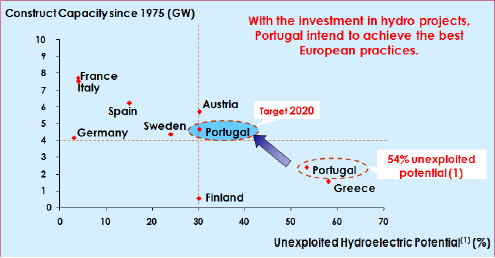 Construct Capacity since 1975 (GW)
With the investment in hydro projects,
Portugal intend to achieve the best
European practices.
10
9
8
7
6
5
4
3
2
1
0
France
Italy
Spain
Germany
Sweden
Austria
Portugal
Target 2020
Finland
Portugal
Greece
54% unexploited
potential (1)
0
10
20
30
40
50
60
70
Unexploited Hydroelectric Potential(1) (%)